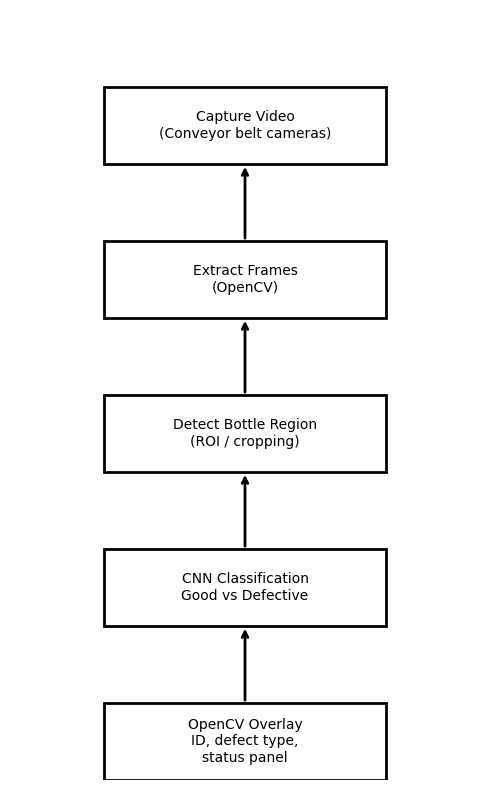 Capture Video
(Conveyor belt cameras)
Extract Frames
(OpenCV)
Detect Bottle Region
(ROI / cropping)
CNN Classification
Good vs Defective
OpenCV Overlay
ID, defect type,
status panel